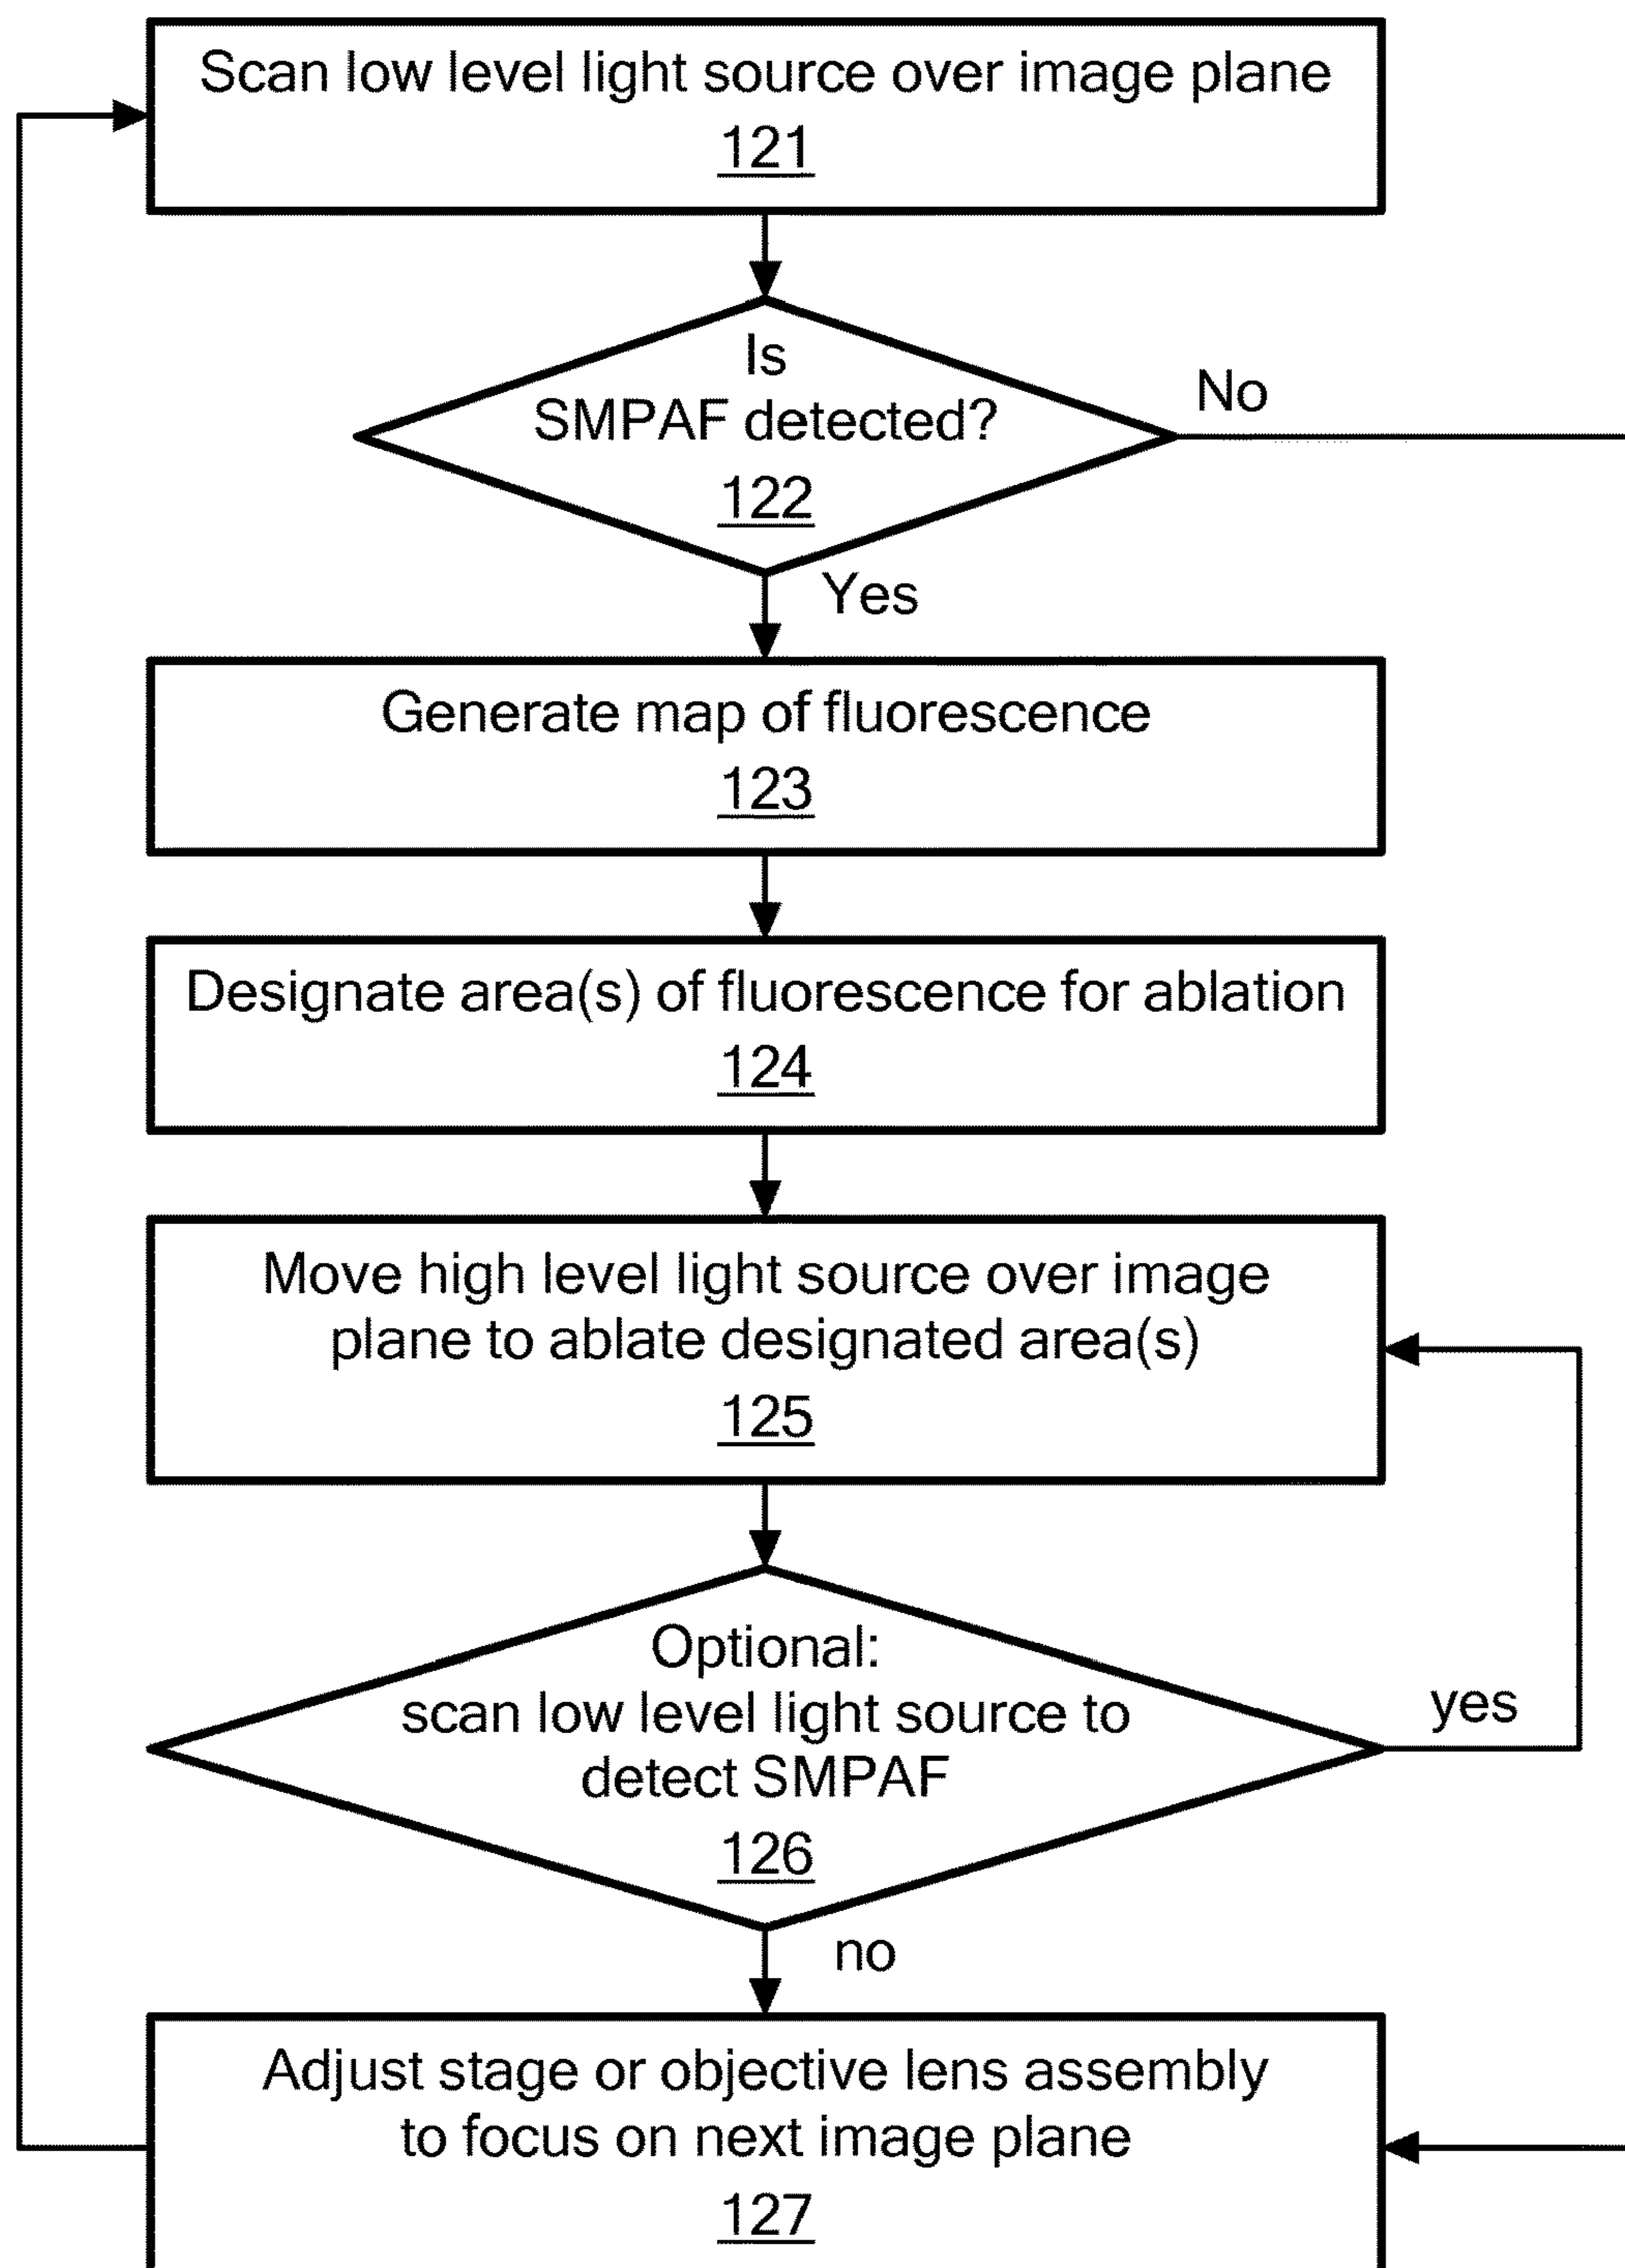 Scan low level light source over image plane
121
Is
SMPAF detected?
122
No
Yes
Generate map of fluorescence
123
Designate area(s) of fluorescence for ablation
124
Move high level light source over image
plane to ablate designated area(s)
125
Optional:
scan low level light source to
detect SMPAF
126
yes
no
Adjust stage or objective lens assembly
to focus on next image plane
127